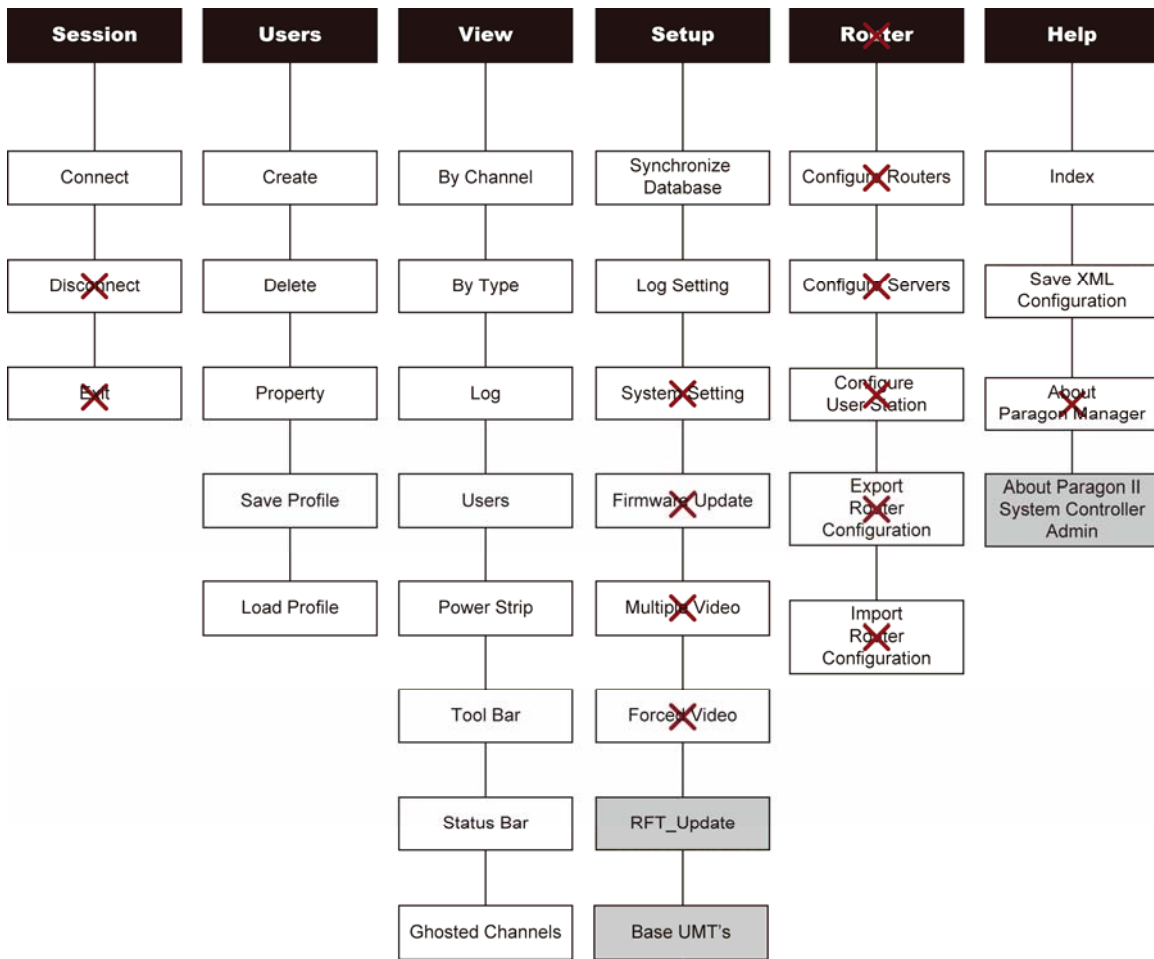 Session
Connect
Disconnect
Exit
Users
Create
Delete
Property
Save Profile
Load Profile
View
By Channel
By Type
Log
Users
Power Strip
Tool Bar
Status Bar
Ghosted Channels
Setup
Synchronize
Database
Log Setting
System Setting
Firmware Update
Multiple Video
Forced Video
RFT_Update
Base UMT's
Router
Configure Routers
Configure Servers
Configure
User Station
Export
Router
Configuration
Import
Router
Configuration
Help
Index
Save XML
Configuration
About
Paragon Manager
About Paragon II
System Controller
Admin